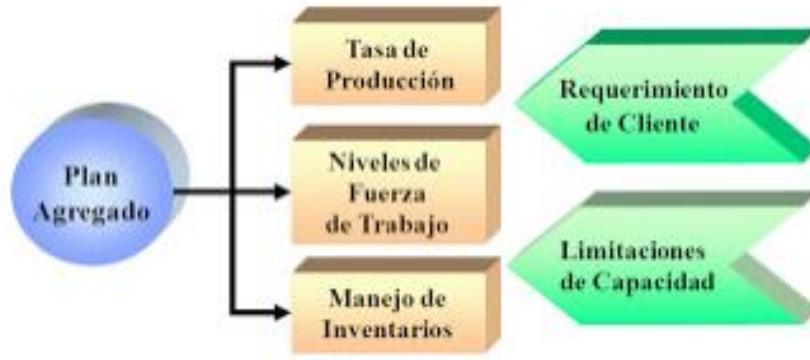 Plan
Agregado
Tasa de
Producción
Niveles de
Fuerza
de Trabajo
Manejo de
Inventarios
Requerimiento
de Cliente
Limitaciones
de Capacidad